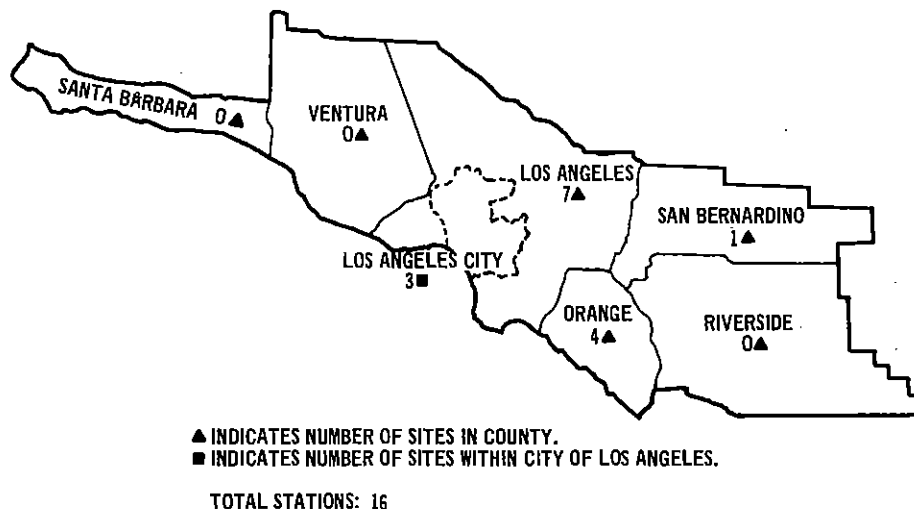 SANTA BARBARA 0▲
VENTURA
0▲
LOS ANGELES
7▲
SAN BERNARDINO
1▲
LOS ANGELES CITY
3■
ORANGE
4▲
RIVERSIDE
0▲
▲ INDICATES NUMBER OF SITES IN COUNTY.
■ INDICATES NUMBER OF SITES WITHIN CITY OF LOS ANGELES.
TOTAL STATIONS: 16